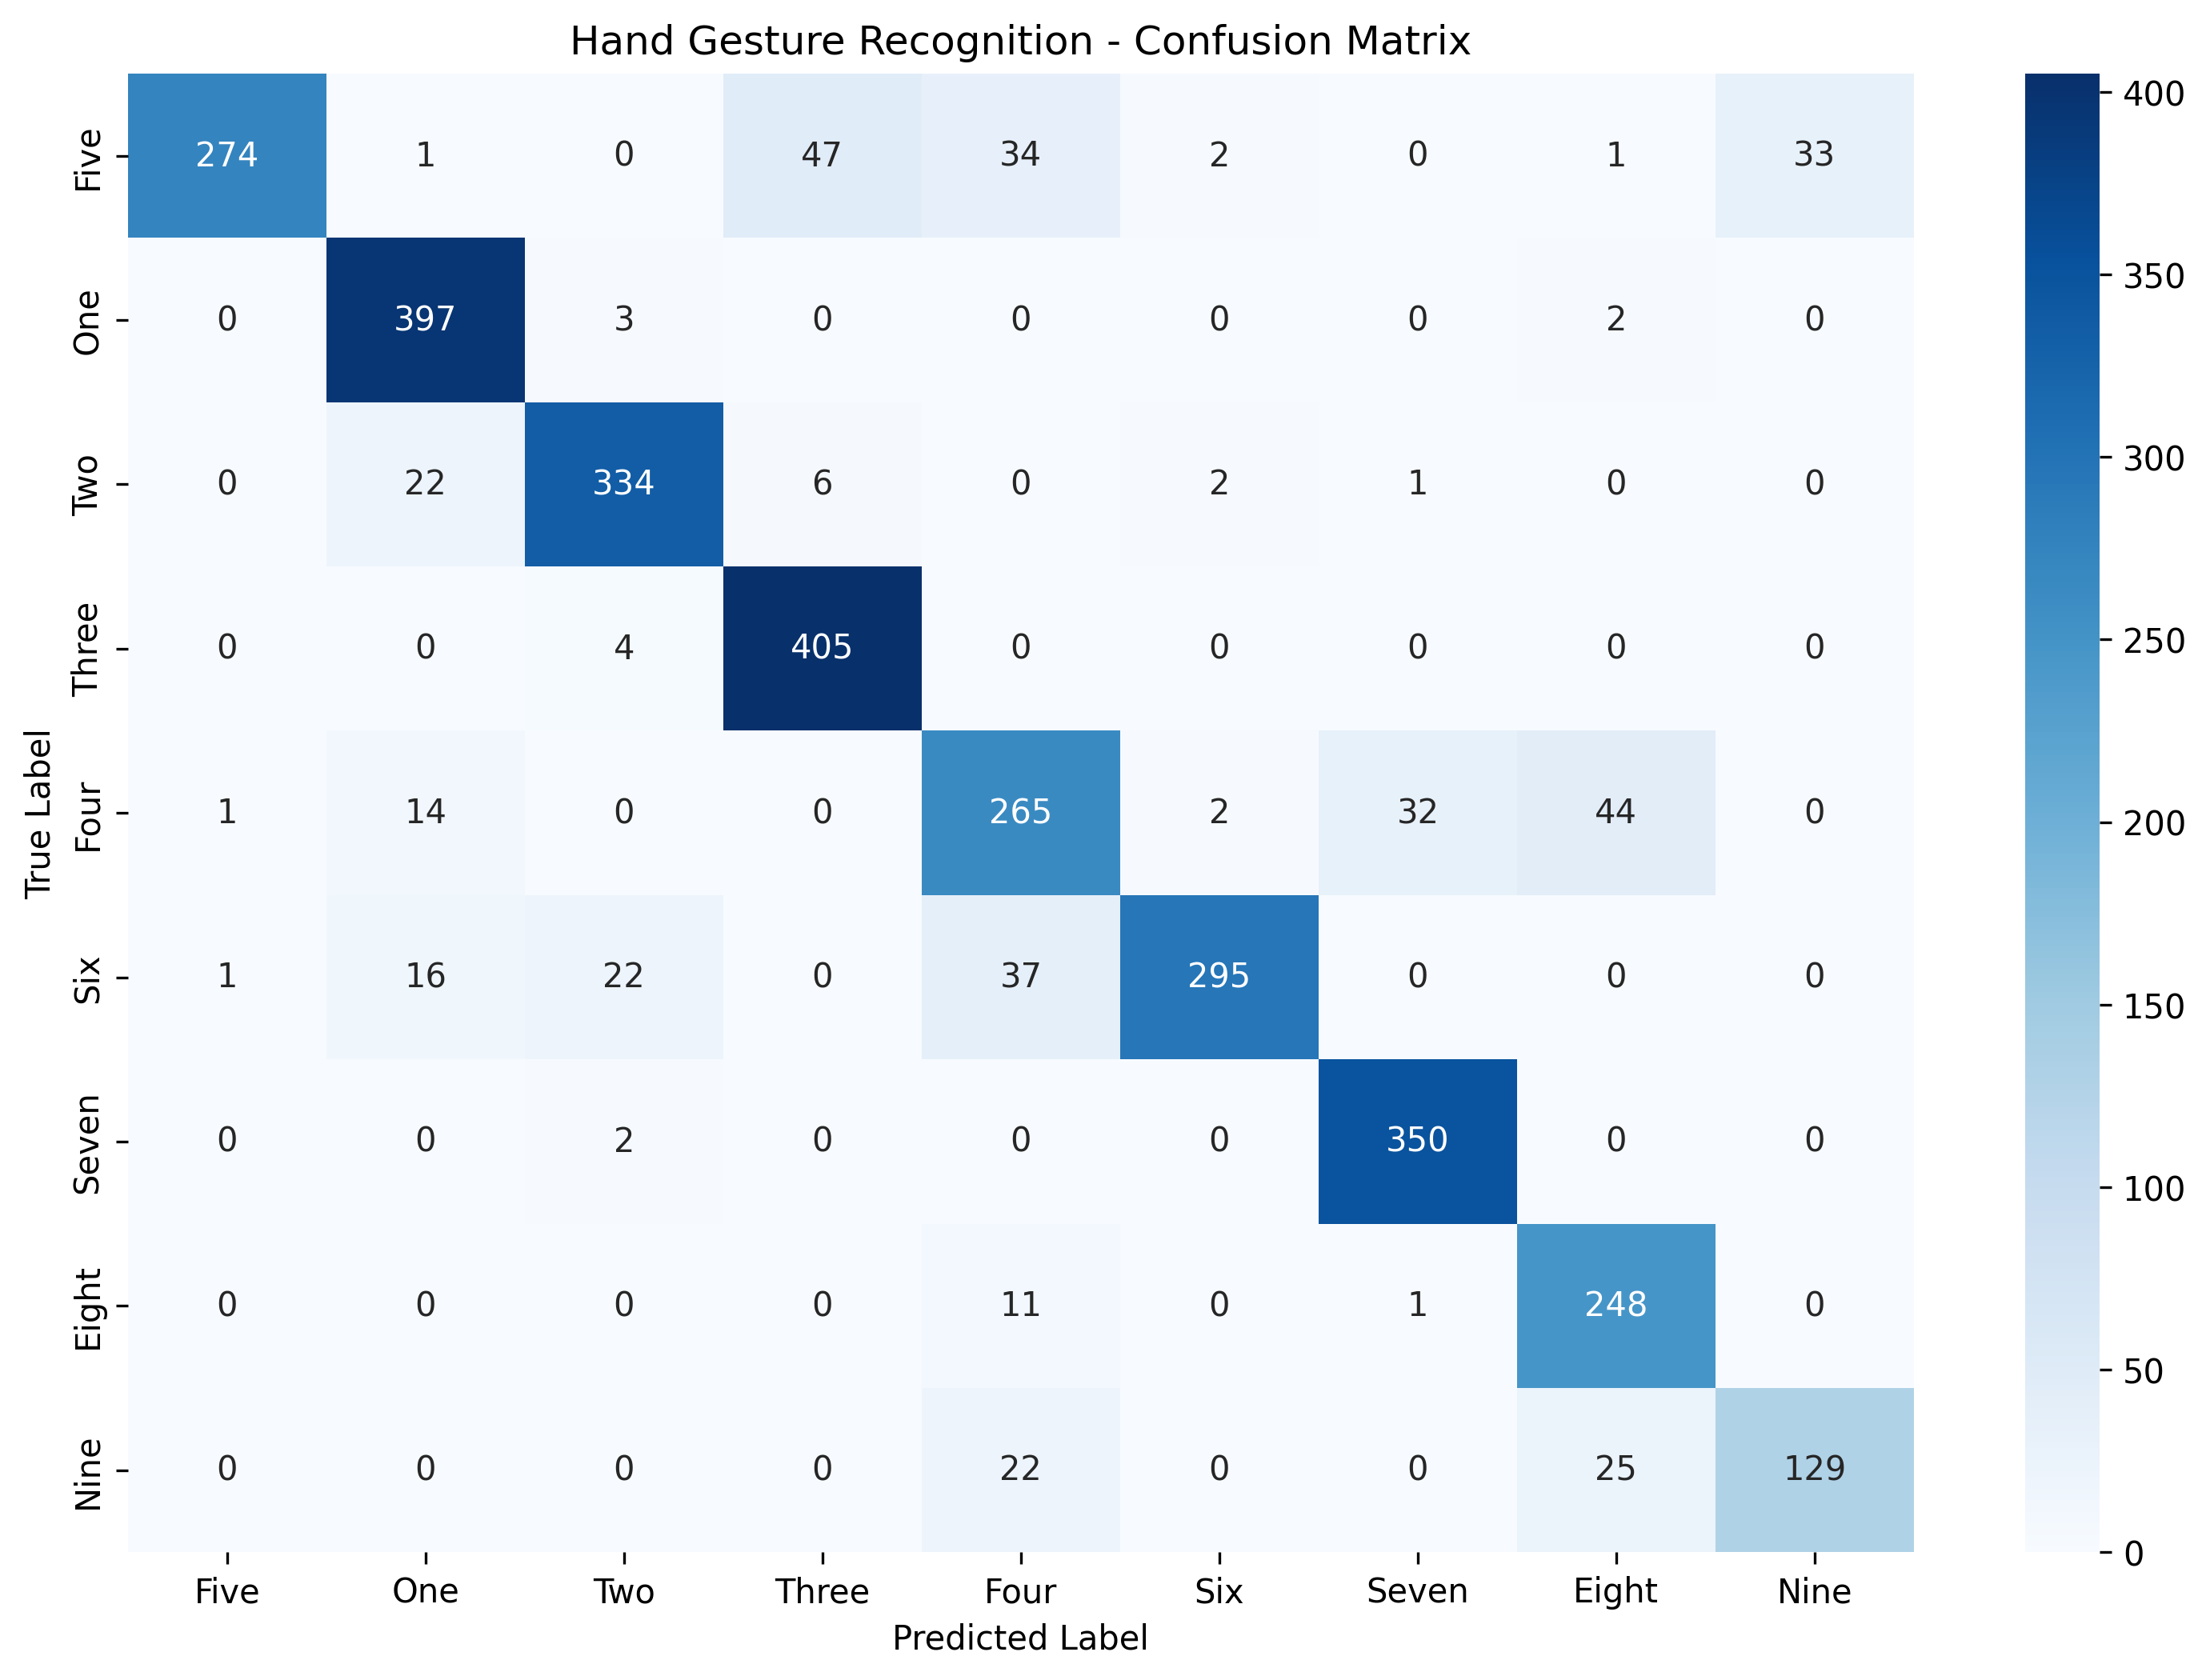 Hand Gesture Recognition - Confusion Matrix
True Label
Five 274 1 0 47 34 2 0 1 33
One 0 397 3 0 0 0 0 2 0
Two 0 22 334 6 0 2 1 0 0
Three 0 0 4 405 0 0 0 0 0
Four 1 14 0 0 265 2 32 44 0
Six 1 16 22 0 37 295 0 0 0
Seven 0 0 2 0 0 0 350 0 0
Eight 0 0 0 0 11 0 1 248 0
Nine 0 0 0 0 22 0 0 25 129
Five One Two Three Four Six Seven Eight Nine
Predicted Label
400
350
300
250
200
150
100
50
0